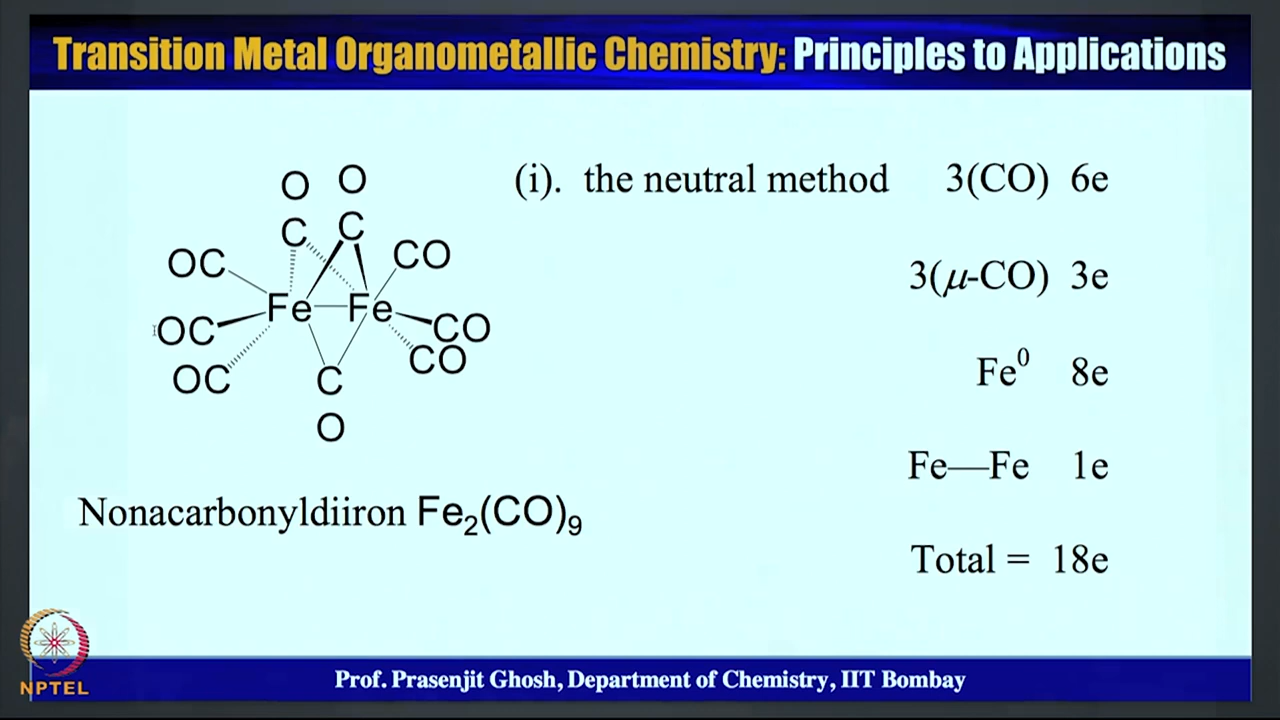 Transition Metal Organometallic Chemistry: Principles to Applications
O O
C C
OC CO
Fe Fe
OC CO
OC CO
C
O
Nonacarbonyldiiron Fe₂(CO)₉
(i). the neutral method 3(CO) 6e
3(μ-CO) 3e
Fe⁰ 8e
Fe—Fe 1e
Total = 18e
NPTEL
Prof. Prasenjit Ghosh, Department of Chemistry, IIT Bombay